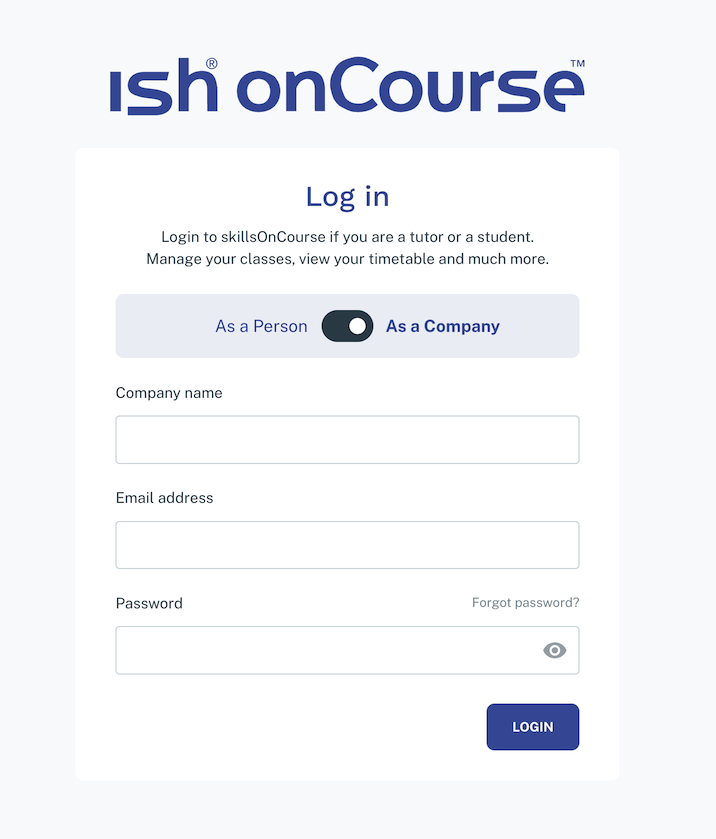 ish® onCourse™
Log in
Login to skillsOnCourse if you are a tutor or a student.
Manage your classes, view your timetable and much more.
As a Person As a Company
Company name
Email address
Password Forgot password?
LOGIN